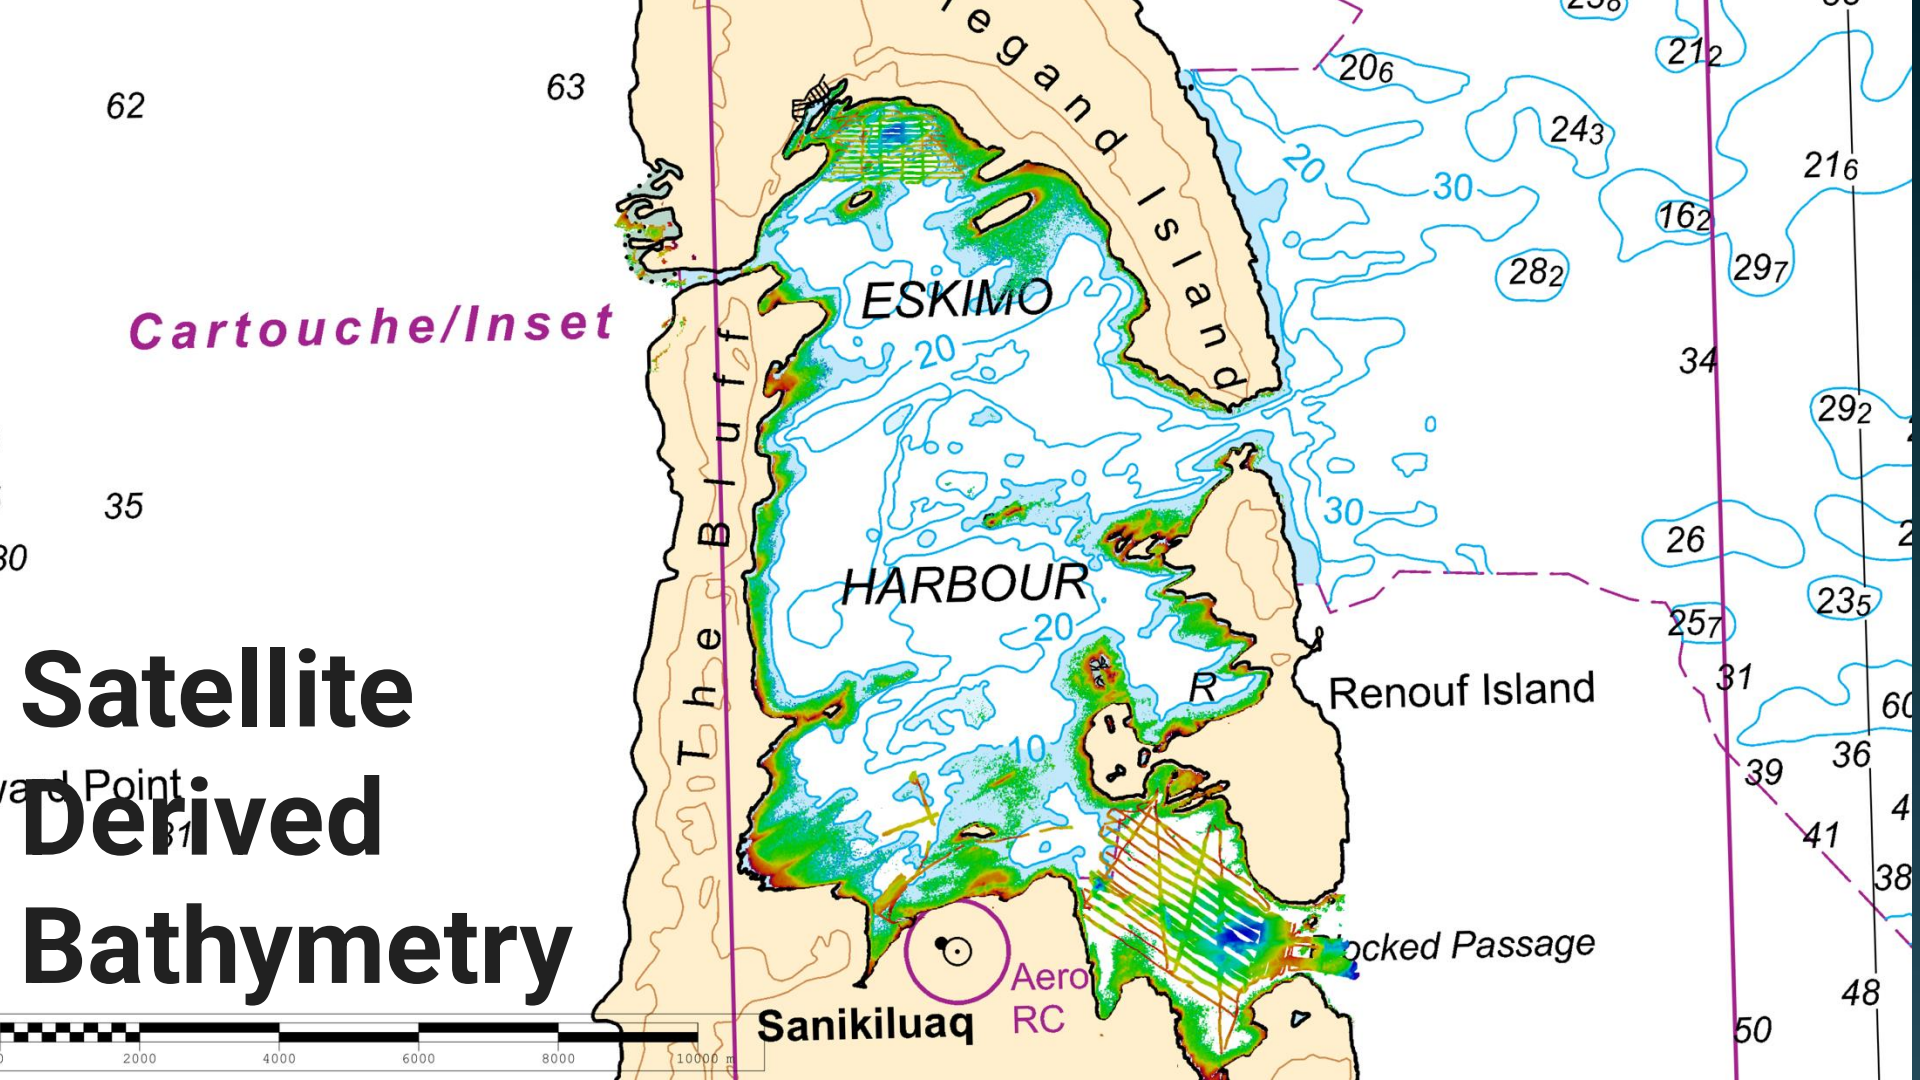 206
212
62
63
243
216
20
30
162
297
282
egand Island
ESKIMO
Cartouche/Inset
20
34
The Bluff
292
35
30
26
HARBOUR
235
20
257
31
R
Renouf Island
Satellite
Derived
Bathymetry
10
36
39
41
38
Point
ocked Passage
Aero
RC
48
Sanikiluaq
50
2000
4000
6000
8000
10000 m